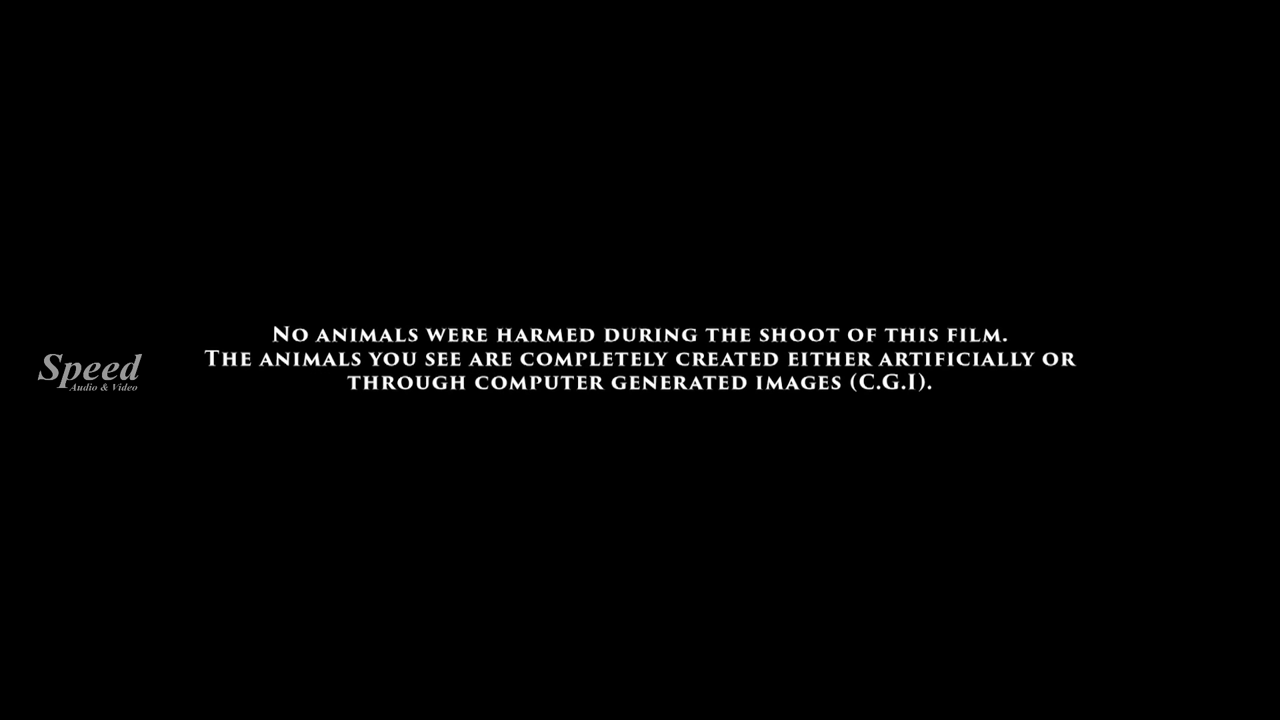 No animals were harmed during the shoot of this film.
The animals you see are completely created either artificially or
through computer generated images (C.G.I).
Speed
Audio & Video